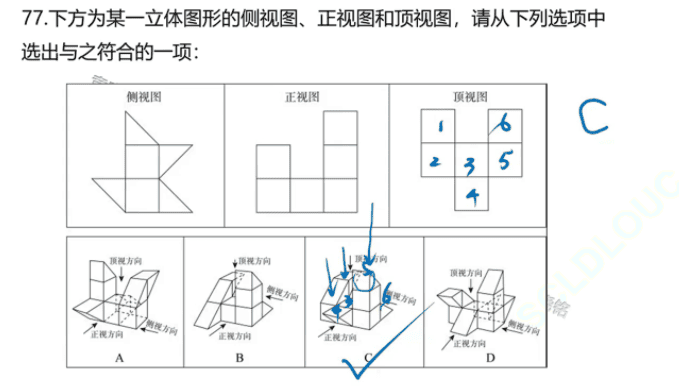 77.下方为某一立体图形的侧视图、正视图和顶视图，请从下列选项中
选出与之符合的一项：
侧视图 正视图 顶视图
1 6
2 3 5
4
C
顶视方向 顶视方向 顶视方向 顶视方向
侧视方向 侧视方向 侧视方向 侧视方向
正视方向 正视方向 正视方向 正视方向
5
3 6
A B C D